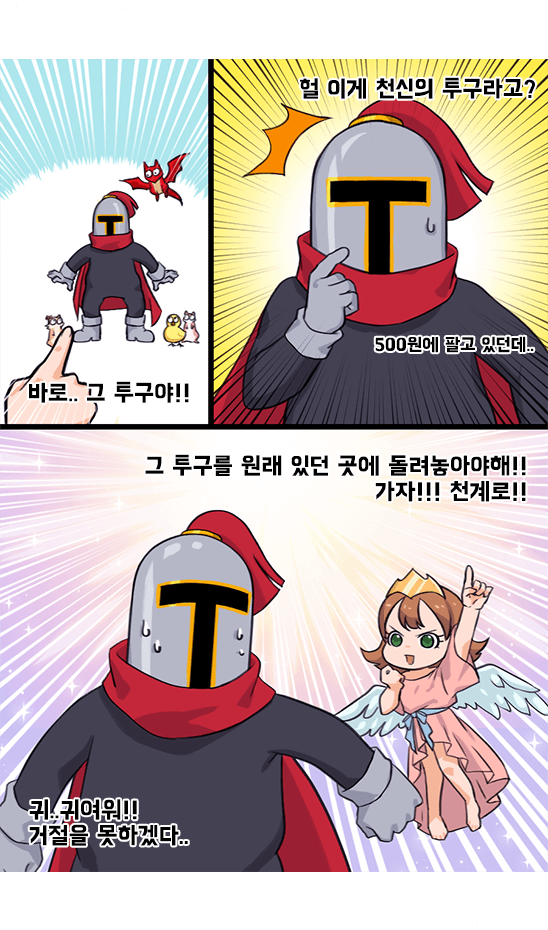 바로.. 그 투구야!!
헐 이게 천신의 투구라고?
500원에 팔고 있던데..
그 투구를 원래 있던 곳에 돌려놓아야해!!
가자!!! 천계로!!
귀..귀여워!!
거절을 못하겠다..